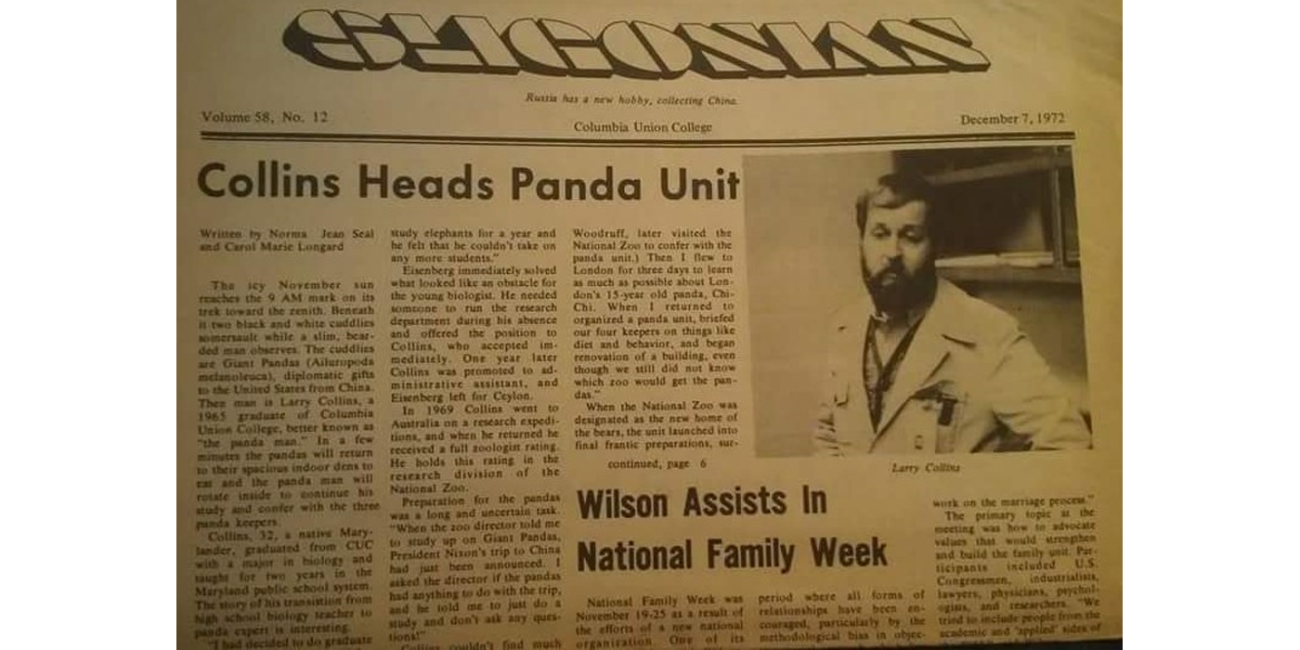 SLIGONIAN
Russia has a new hobby, collecting China.
Volume 58, No. 12
Columbia Union College
December 7, 1972
Collins Heads Panda Unit
Written by Norma Jean Seal
and Carol Marie Longard
The icy November sun
reaches the 9 AM mark on its
trek toward the zenith. Beneath
it two black and white cuddlies
somersault while a slim, bear-
ded man observes. The cuddlies
are Giant Pandas (Ailuropoda
melanoleuca), diplomatic gifts
to the United States from China.
Then man is Larry Collins, a
1965 graduate of Columbia
Union College, better known as
"the panda man." In a few
minutes the pandas will return
to their spacious indoor dens to
eat and the panda man will
rotate inside to continue his
study and confer with the three
panda keepers.
Collins, 32, a native Mary-
lander, graduated from CUC
with a major in biology and
taught for two years in the
Maryland public school system.
The story of his transition from
high school biology teacher to
panda expert is interesting.
"I had decided to do graduate
study elephants for a year and
he felt that he couldn't take on
any more students."
Eisenberg immediately solved
what looked like an obstacle for
the young biologist. He needed
someone to run the research
department during his absence
and offered the position to
Collins, who accepted im-
mediately. One year later
Collins was promoted to ad-
ministrative assistant, and
Eisenberg left for Ceylon.
In 1969 Collins went to
Australia on a research expedi-
tions, and when he returned he
received a full zoologist rating.
He holds this rating in the
research division of the
National Zoo.
Preparation for the pandas
was a long and uncertain task.
"When the zoo director told me
to study up on Giant Pandas,
President Nixon's trip to China
had just been announced. I
asked the director if the pandas
had anything to do with the trip,
and he told me to just do a
study and don't ask any ques-
tions!"
Collins couldn't find much
Woodruff, later visited the
National Zoo to confer with the
panda unit.) Then I flew to
London for three days to learn
as much as possible about Lon-
don's 15-year old panda, Chi-
Chi. When I returned to
organized a panda unit, briefed
our four keepers on things like
diet and behavior, and began
renovation of a building, even
though we still did not know
which zoo would get the pan-
das."
When the National Zoo was
designated as the new home of
the bears, the unit launched into
final frantic preparations, sur-
continued, page 6
Larry Collins
Wilson Assists In
National Family Week
National Family Week was
November 19-25 as a result of
the efforts of a new national
organization. One of its
period where all forms of
relationships have been en-
couraged, particularly by the
methodological bias in objec-
work on the marriage process."
The primary topic at the
meeting was how to advocate
values that would strengthen
and build the family unit. Par-
ticipants included U.S.
Congressmen, industrialists,
lawyers, physicians, psychol-
ogists, and researchers. "We
tried to include people from the
academic and 'applied' sides of